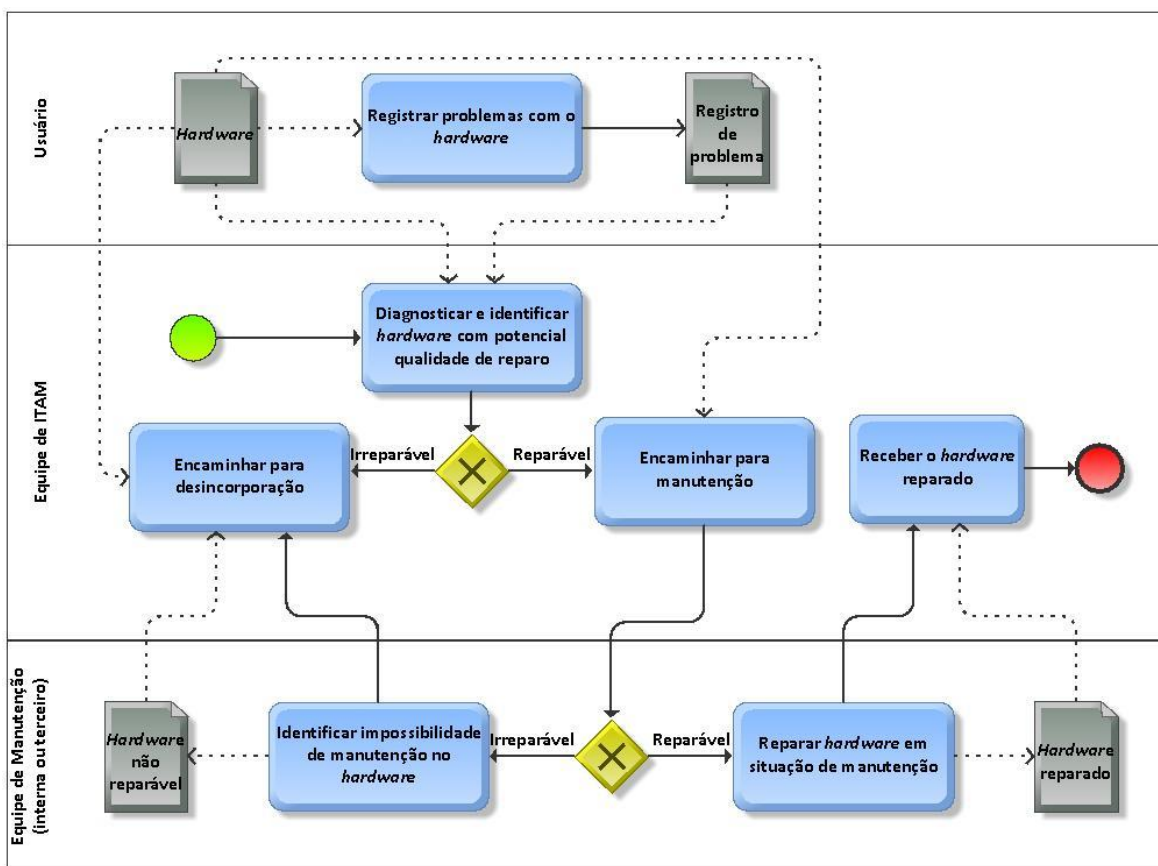 Usuário
Hardware
Registrar problemas com o
hardware
Registro
de
problema
Equipe de ITAM
Diagnosticar e identificar
hardware com potencial
qualidade de reparo
Encaminhar para
desincorporação
Irreparável
Reparável
Encaminhar para
manutenção
Receber o hardware
reparado
Equipe de Manutenção
(interna ou terceiro)
Hardware
não
reparável
Identificar impossibilidade
de manutenção no
hardware
Irreparável
Reparável
Reparar hardware em
situação de manutenção
Hardware
reparado